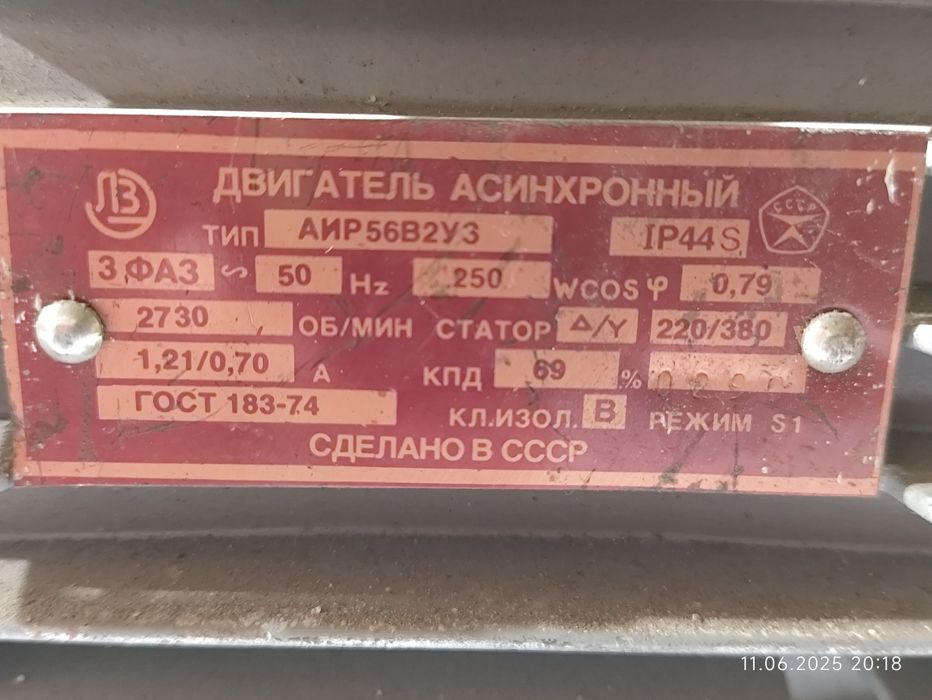 ЛЗ ДВИГАТЕЛЬ АСИНХРОННЫЙ СССР
ТИП АИР56В2У3 IP44S
3 ФАЗ S 50 Hz 250 W COS φ 0,79
2730 ОБ/МИН СТАТОР Δ/Y 220/380 V
1,21/0,70 А КПД 69 %
ГОСТ 183-74 КЛ.ИЗОЛ. В РЕЖИМ S1
СДЕЛАНО В СССР
11.06.2025 20:18